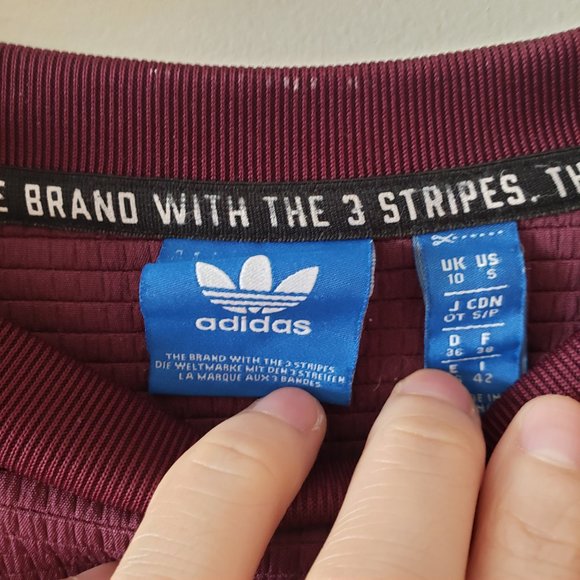 E BRAND WITH THE 3 STRIPES. TH
adidas
THE BRAND WITH THE 3 STRIPES
DIE WELTMARKE MIT DEN 3 STREIFEN
LA MARQUE AUX 3 BANDES
UK US
10 S
J CDN
OT S/P
D F
36 38
E I
42